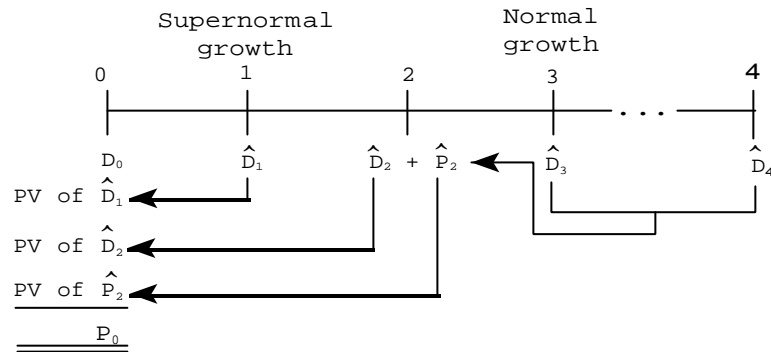 Supernormal growth
Normal growth
0 1 2 3 4
...
D₀ D̂₁ D̂₂ + P̂₂ D̂₃ D̂₄
PV of D̂₁
PV of D̂₂
PV of P̂₂
P₀